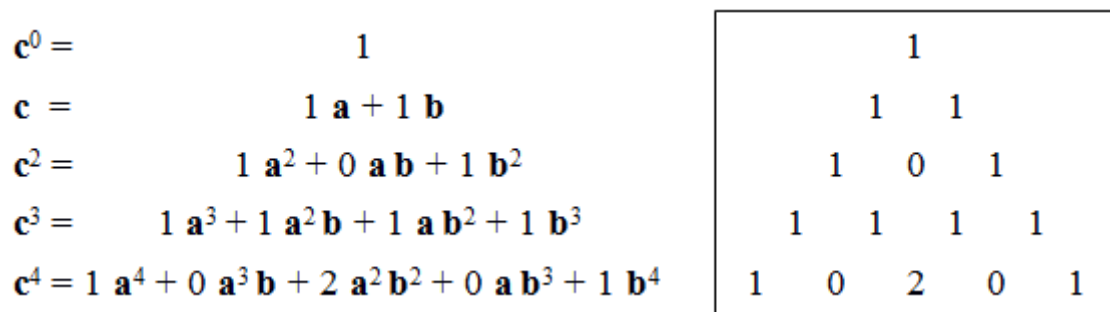 c⁰ = 1
c = 1 a + 1 b
c² = 1 a² + 0 a b + 1 b²
c³ = 1 a³ + 1 a² b + 1 a b² + 1 b³
c⁴ = 1 a⁴ + 0 a³ b + 2 a² b² + 0 a b³ + 1 b⁴
1
1 1
1 0 1
1 1 1 1
1 0 2 0 1